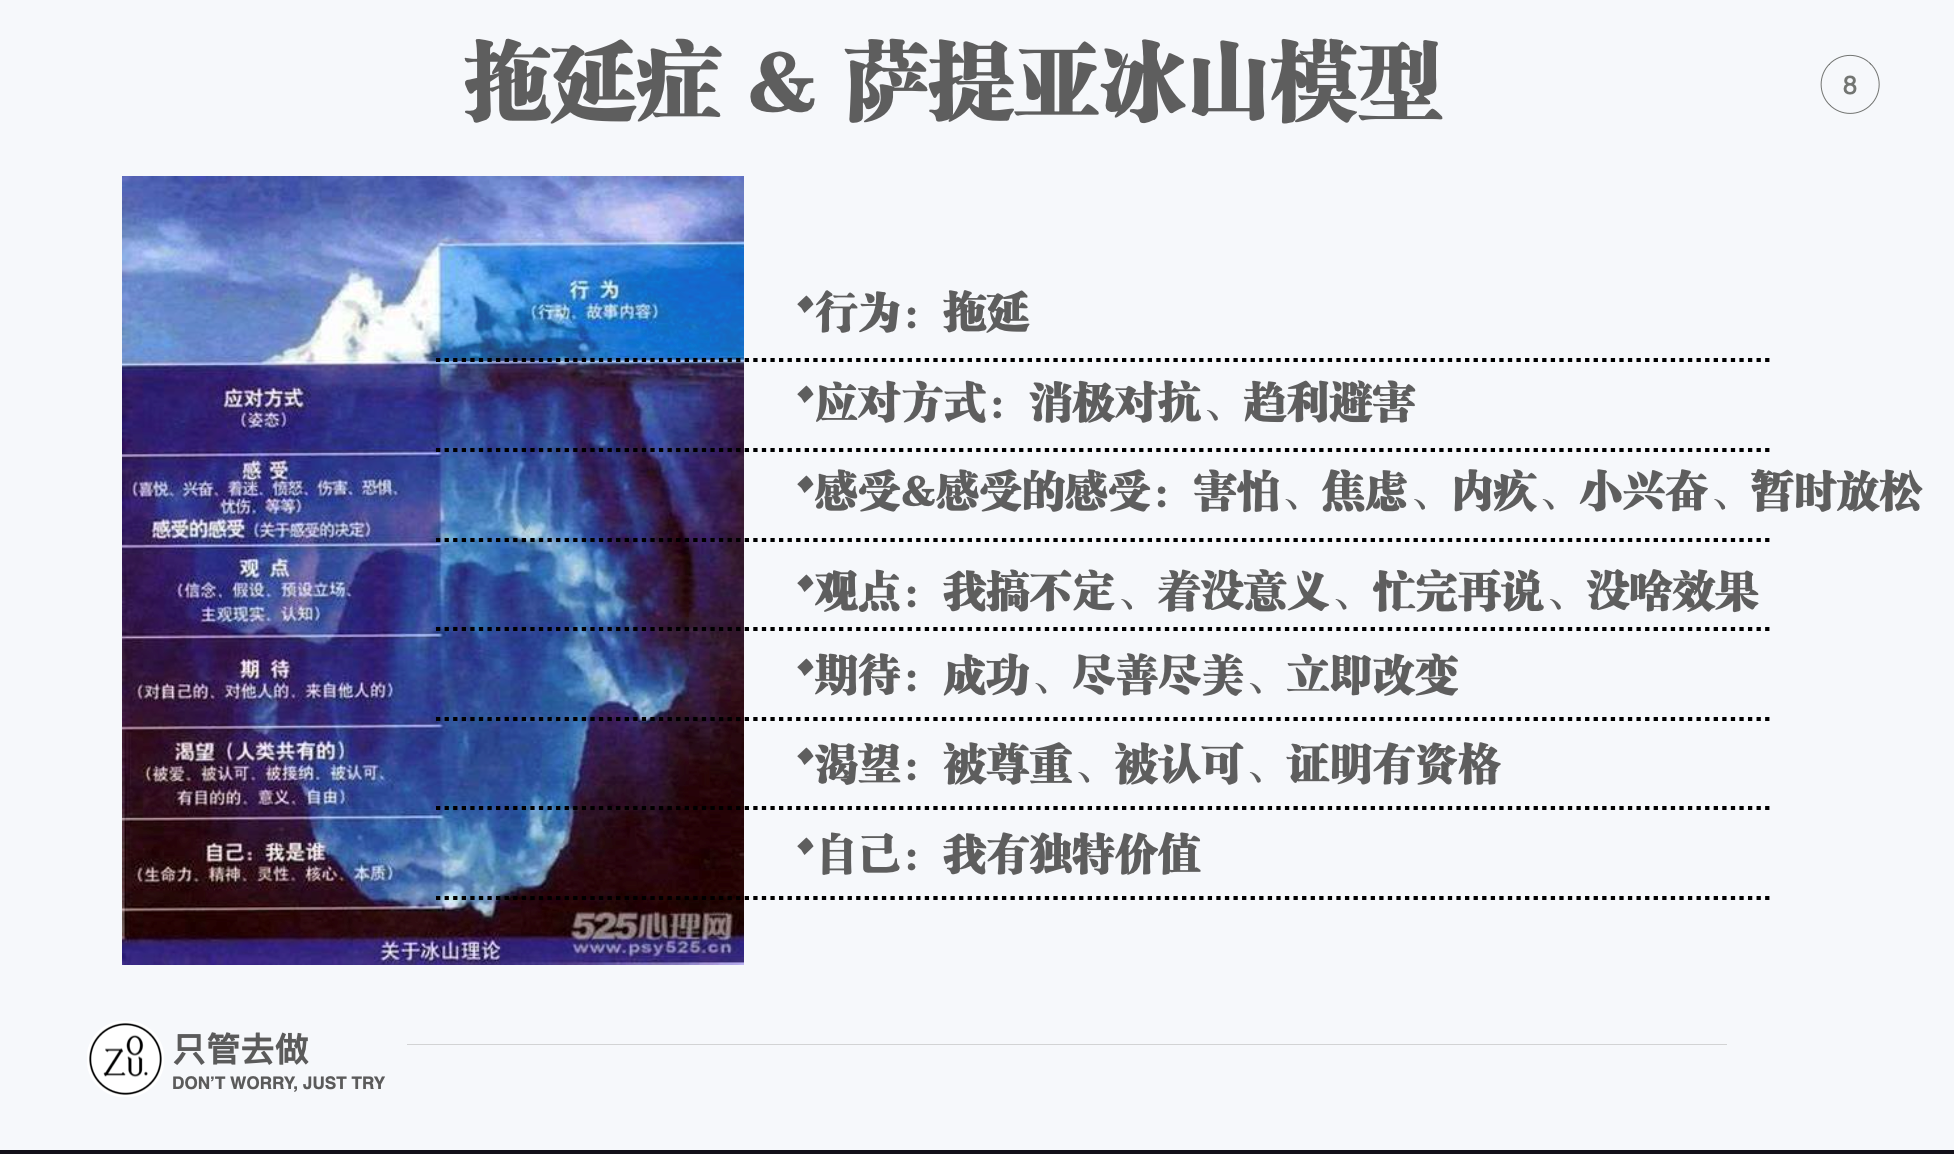 拖延症 & 萨提亚冰山模型
8
行 为
（行动、故事内容）
应对方式
（姿态）
感 受
（喜悦、兴奋、着迷、愤怒、伤害、恐惧、
忧伤、等等）
感受的感受（关于感受的决定）
观 点
（信念、假设、预设立场、
主观现实、认知）
期 待
（对自己的、对他人的、来自他人的）
渴望（人类共有的）
（被爱、被认可、被接纳、被认可、
有目的的、意义、自由）
自己：我是谁
（生命力、精神、灵性、核心、本质）
关于冰山理论
525心理网
www.psy525.cn
◆行为：拖延
◆应对方式：消极对抗、趋利避害
◆感受&感受的感受：害怕、焦虑、内疚、小兴奋、暂时放松
◆观点：我搞不定、着没意义、忙完再说、没啥效果
◆期待：成功、尽善尽美、立即改变
◆渴望：被尊重、被认可、证明有资格
◆自己：我有独特价值
ZUO.
只管去做
DON'T WORRY, JUST TRY